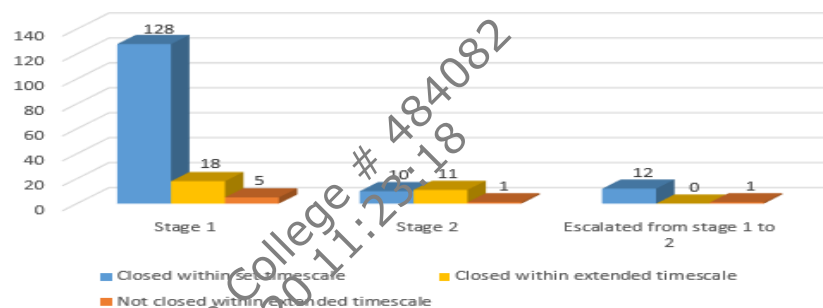 140
120
100
80
60
40
20
0
128
18
5
10
11
1
12
0
1
Stage 1
Stage 2
Escalated from stage 1 to
2
Closed within set timescale
Closed within extended timescale
Not closed within extended timescale
College # 484082
11:23:18